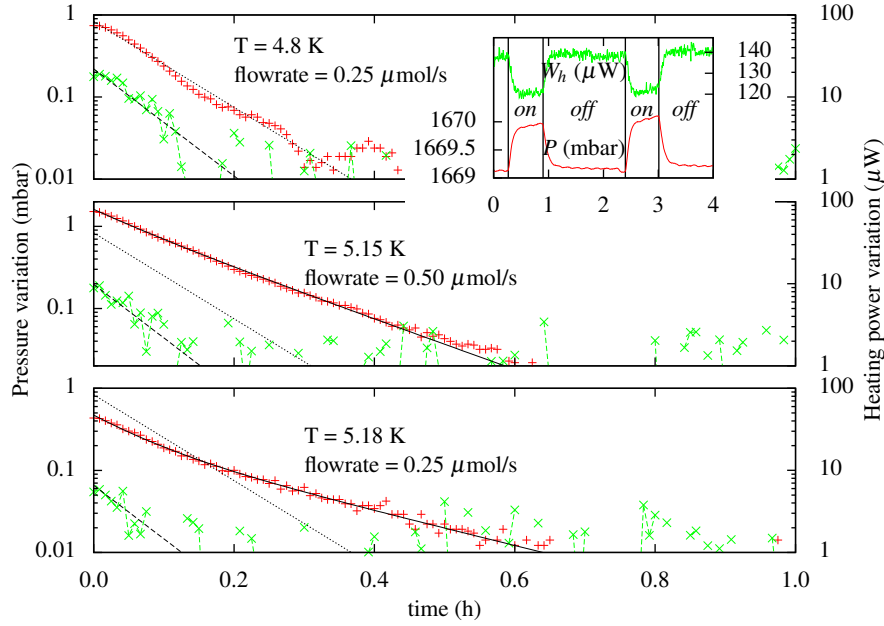 Pressure variation (mbar)
Heating power variation (µW)
1
0.1
0.01
T = 4.8 K
flowrate = 0.25 µmol/s
100
10
1
140
130
120
W_h (µW)
on
off
on
off
1670
1669.5
1669
P (mbar)
0
1
2
3
4
1
0.1
T = 5.15 K
flowrate = 0.50 µmol/s
100
10
1
1
0.1
0.01
T = 5.18 K
flowrate = 0.25 µmol/s
100
10
1
0.0
0.2
0.4
0.6
0.8
1.0
time (h)